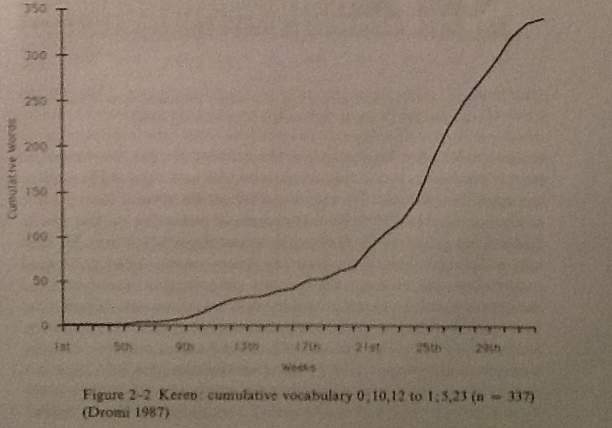 350
300
250
200
150
100
50
0
Cumulative Words
1st 5th 9th 13th 17th 21st 25th 29th
Weeks
Figure 2-2 Keren: cumulative vocabulary 0;10,12 to 1;5,23 (n = 337)
(Dromi 1987)